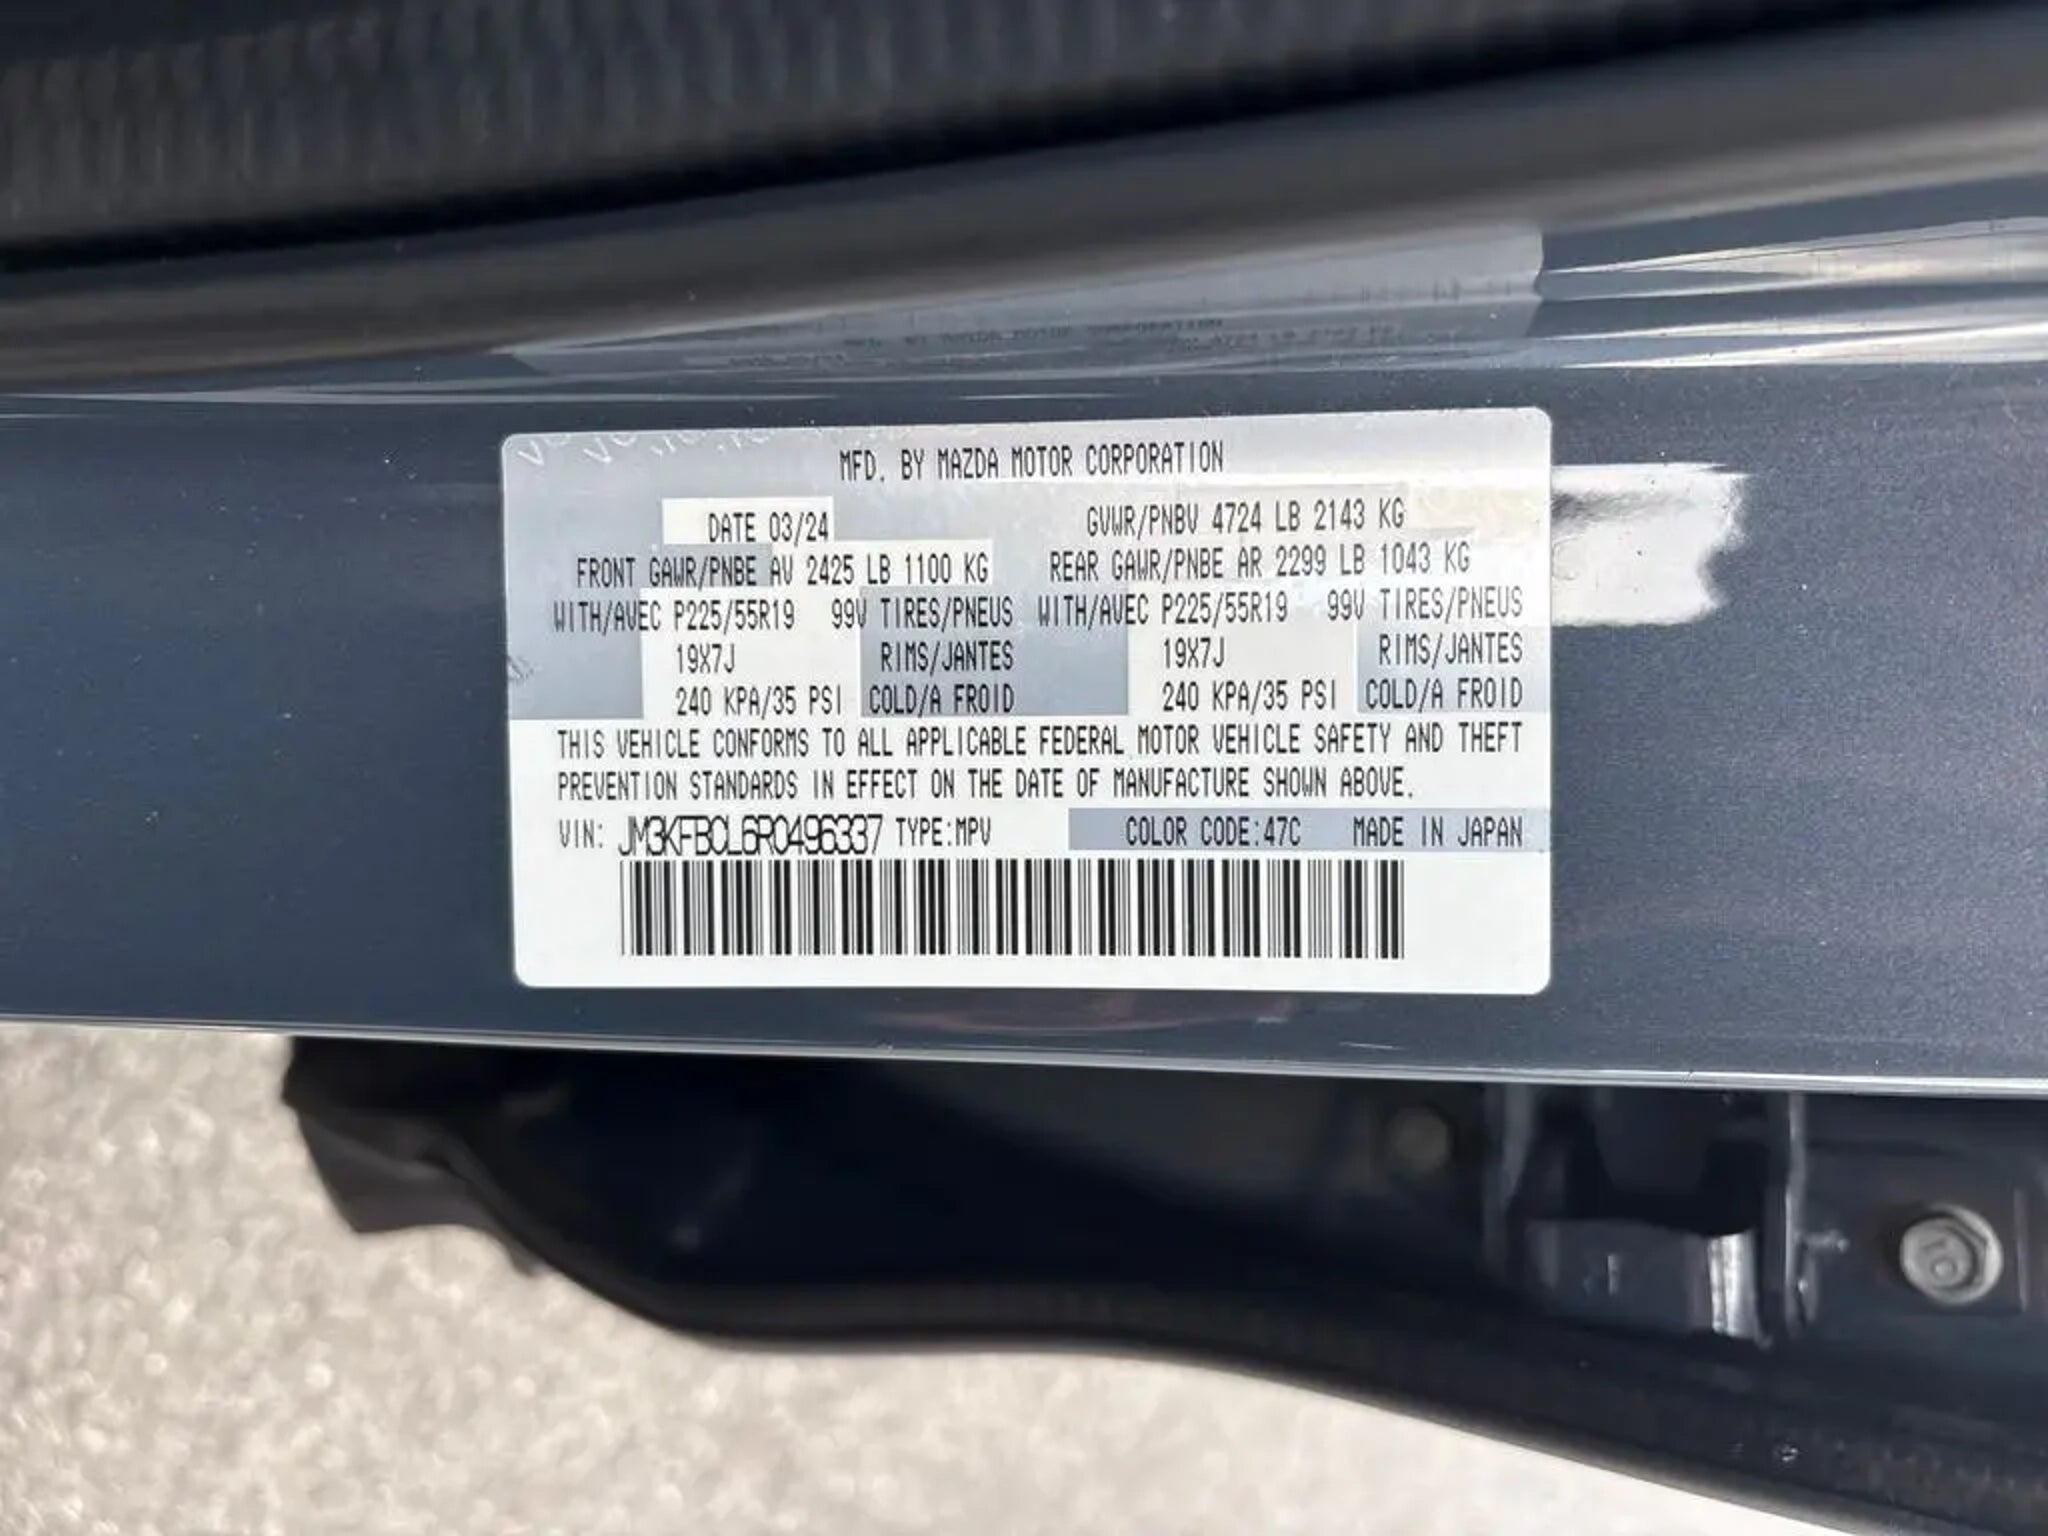 MFD. BY MAZDA MOTOR CORPORATION
DATE 03/24 GVWR/PNBV 4724 LB 2143 KG
FRONT GAWR/PNBE AV 2425 LB 1100 KG REAR GAWR/PNBE AR 2299 LB 1043 KG
WITH/AVEC P225/55R19 99V TIRES/PNEUS WITH/AVEC P225/55R19 99V TIRES/PNEUS
19X7J RIMS/JANTES 19X7J RIMS/JANTES
240 KPA/35 PSI COLD/A FROID 240 KPA/35 PSI COLD/A FROID
THIS VEHICLE CONFORMS TO ALL APPLICABLE FEDERAL MOTOR VEHICLE SAFETY AND THEFT
PREVENTION STANDARDS IN EFFECT ON THE DATE OF MANUFACTURE SHOWN ABOVE.
VIN: JM3KFBCL6R0496337 TYPE:MPV COLOR CODE:47C MADE IN JAPAN
10